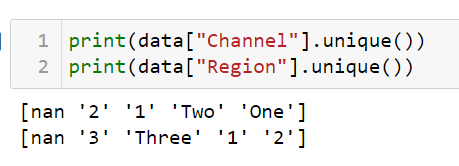 1 print(data["Channel"].unique())
2 print(data["Region"].unique())
[nan '2' '1' 'Two' 'One']
[nan '3' 'Three' '1' '2']